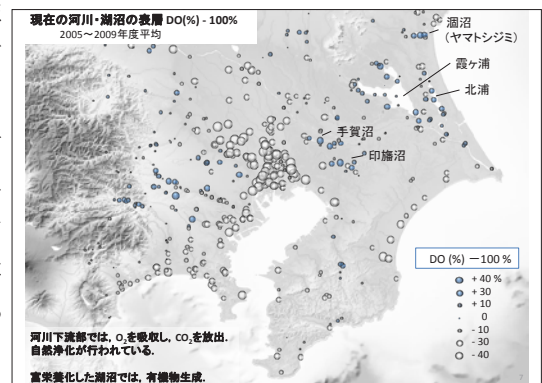 現在の河川・湖沼の表層 DO(%) - 100%
2005～2009年度平均
涸沼
(ヤマトシジミ)
霞ヶ浦
北浦
手賀沼
印旛沼
DO (%) －100 %
+ 40 %
+ 30
+ 10
0
- 10
- 30
- 40
河川下流部では, O₂を吸収し, CO₂を放出.
自然浄化が行われている.
富栄養化した湖沼では, 有機物生成.
7